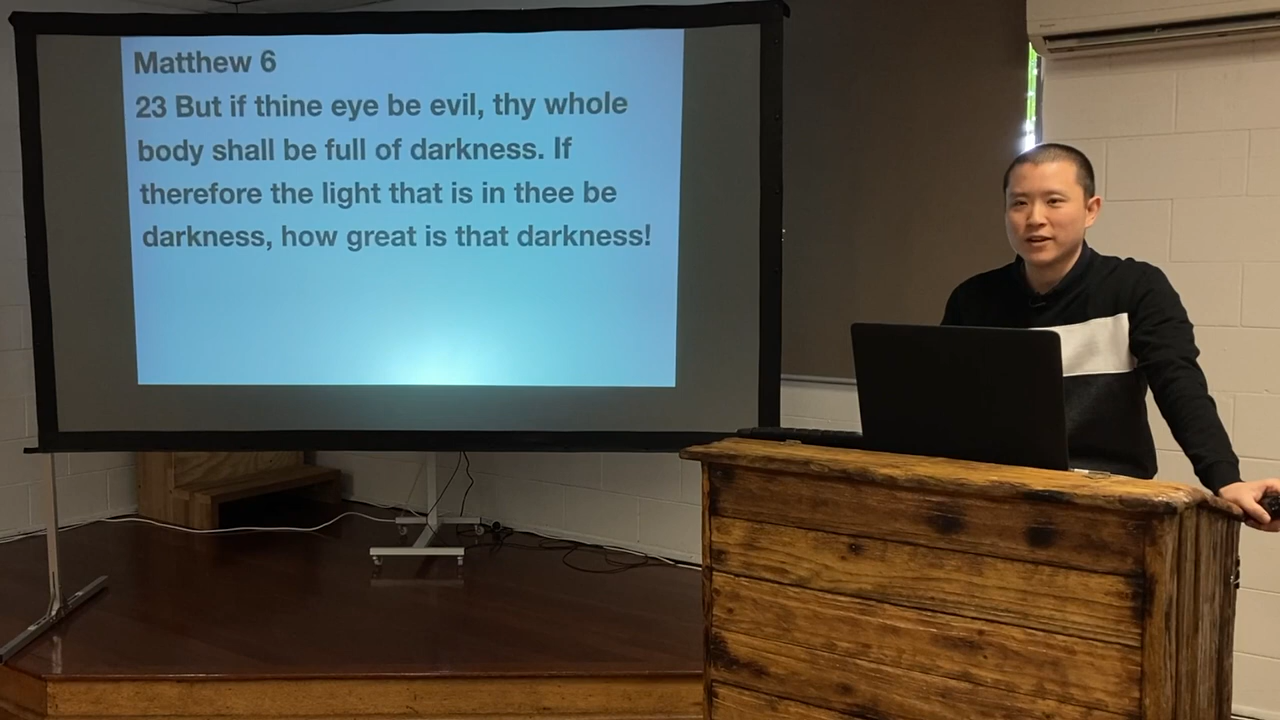 Matthew 6
23 But if thine eye be evil, thy whole
body shall be full of darkness. If
therefore the light that is in thee be
darkness, how great is that darkness!